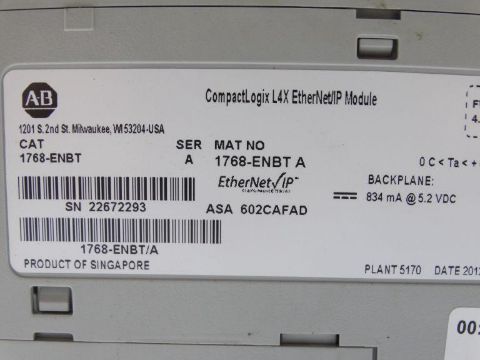 AB
CompactLogix L4X EtherNet/IP Module
1201 S. 2nd St. Milwaukee, WI 53204-USA
CAT SER MAT NO
1768-ENBT A 1768-ENBT A
EtherNet/IP
0 C < Ta < +
BACKPLANE:
834 mA @ 5.2 VDC
SN 22672293 ASA 602CAFAD
1768-ENBT/A
PRODUCT OF SINGAPORE PLANT 5170 DATE 201
4.
00: